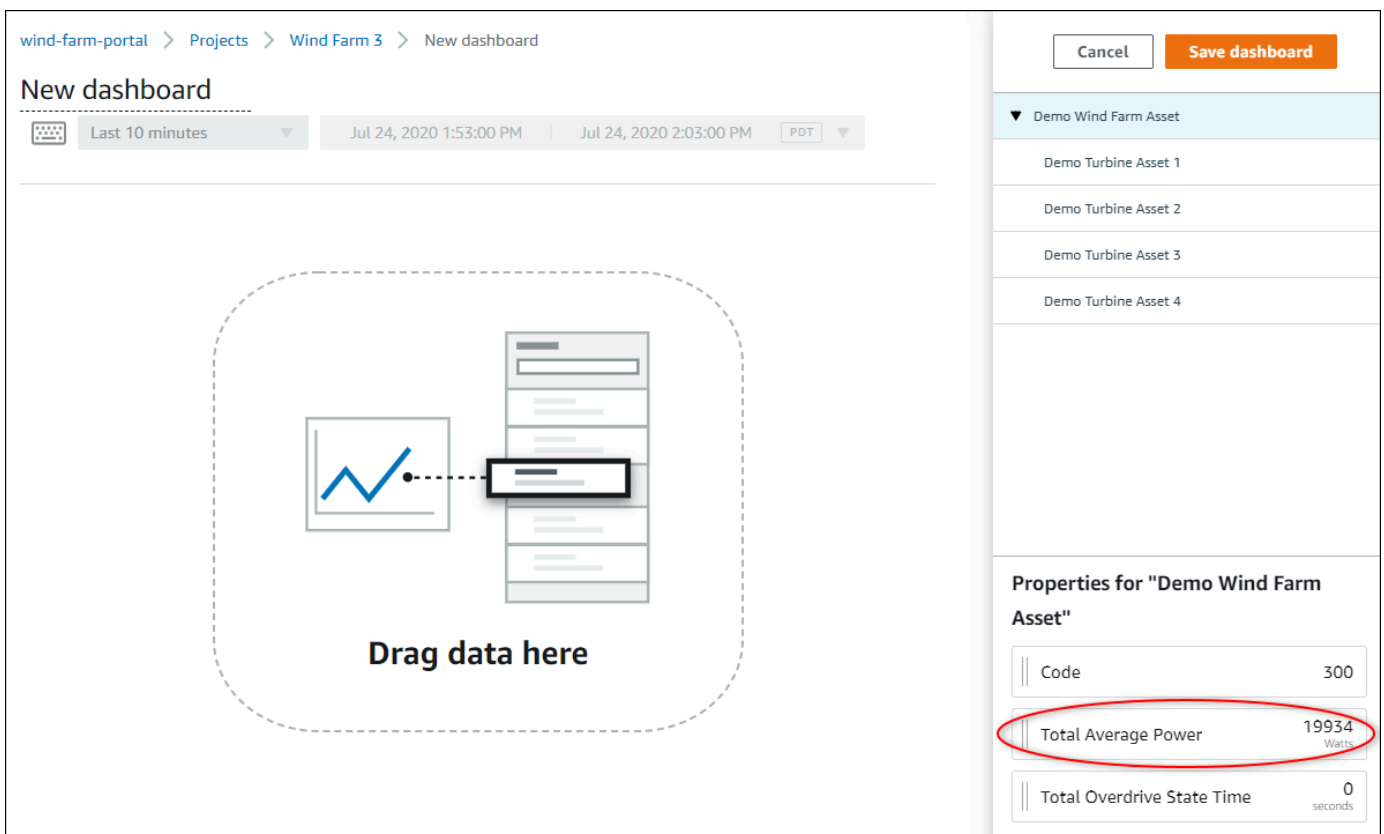 wind-farm-portal > Projects > Wind Farm 3 > New dashboard
New dashboard
Last 10 minutes Jul 24, 2020 1:53:00 PM Jul 24, 2020 2:03:00 PM PDT
Drag data here
Cancel Save dashboard
Demo Wind Farm Asset
Demo Turbine Asset 1
Demo Turbine Asset 2
Demo Turbine Asset 3
Demo Turbine Asset 4
Properties for "Demo Wind Farm
Asset"
Code 300
Total Average Power 19934
Watts
Total Overdrive State Time 0
seconds